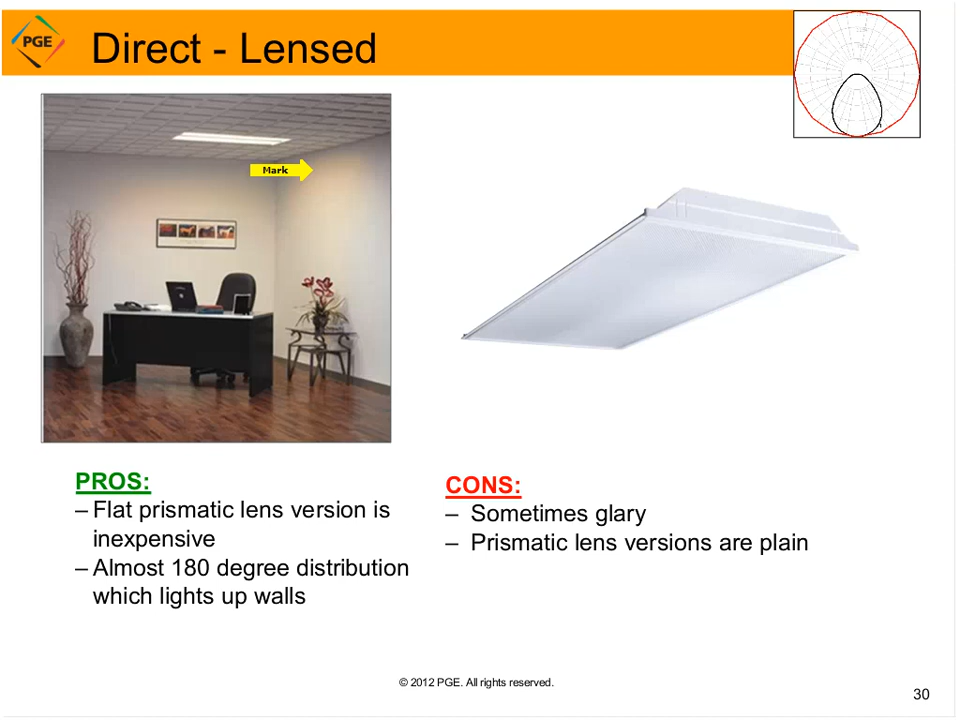 PGE
Direct - Lensed
Mark
PROS:
– Flat prismatic lens version is
inexpensive
– Almost 180 degree distribution
which lights up walls
CONS:
– Sometimes glary
– Prismatic lens versions are plain
© 2012 PGE. All rights reserved.
30